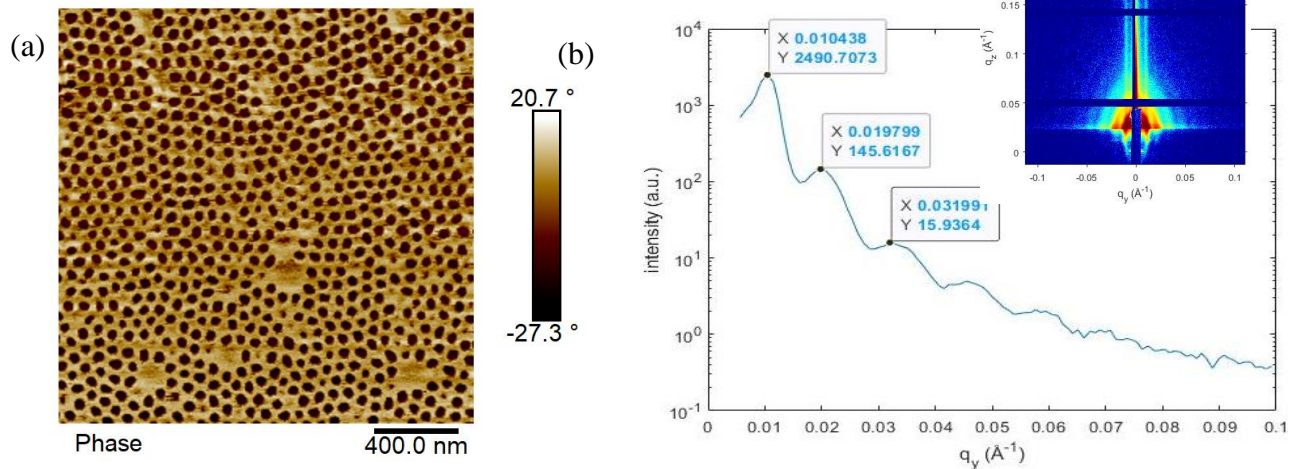 (a)
20.7 °
-27.3 °
Phase
400.0 nm
(b)
intensity (a.u.)
10^4
10^3
10^2
10^1
10^0
10^-1
X 0.010438
Y 2490.7073
X 0.019799
Y 145.6167
X 0.031991
Y 15.9364
0 0.01 0.02 0.03 0.04 0.05 0.06 0.07 0.08 0.09 0.1
q_y (Å^-1)
q_z (Å^-1)
0.15
0.1
0.05
0
-0.1 -0.05 0 0.05 0.1
q_y (Å^-1)